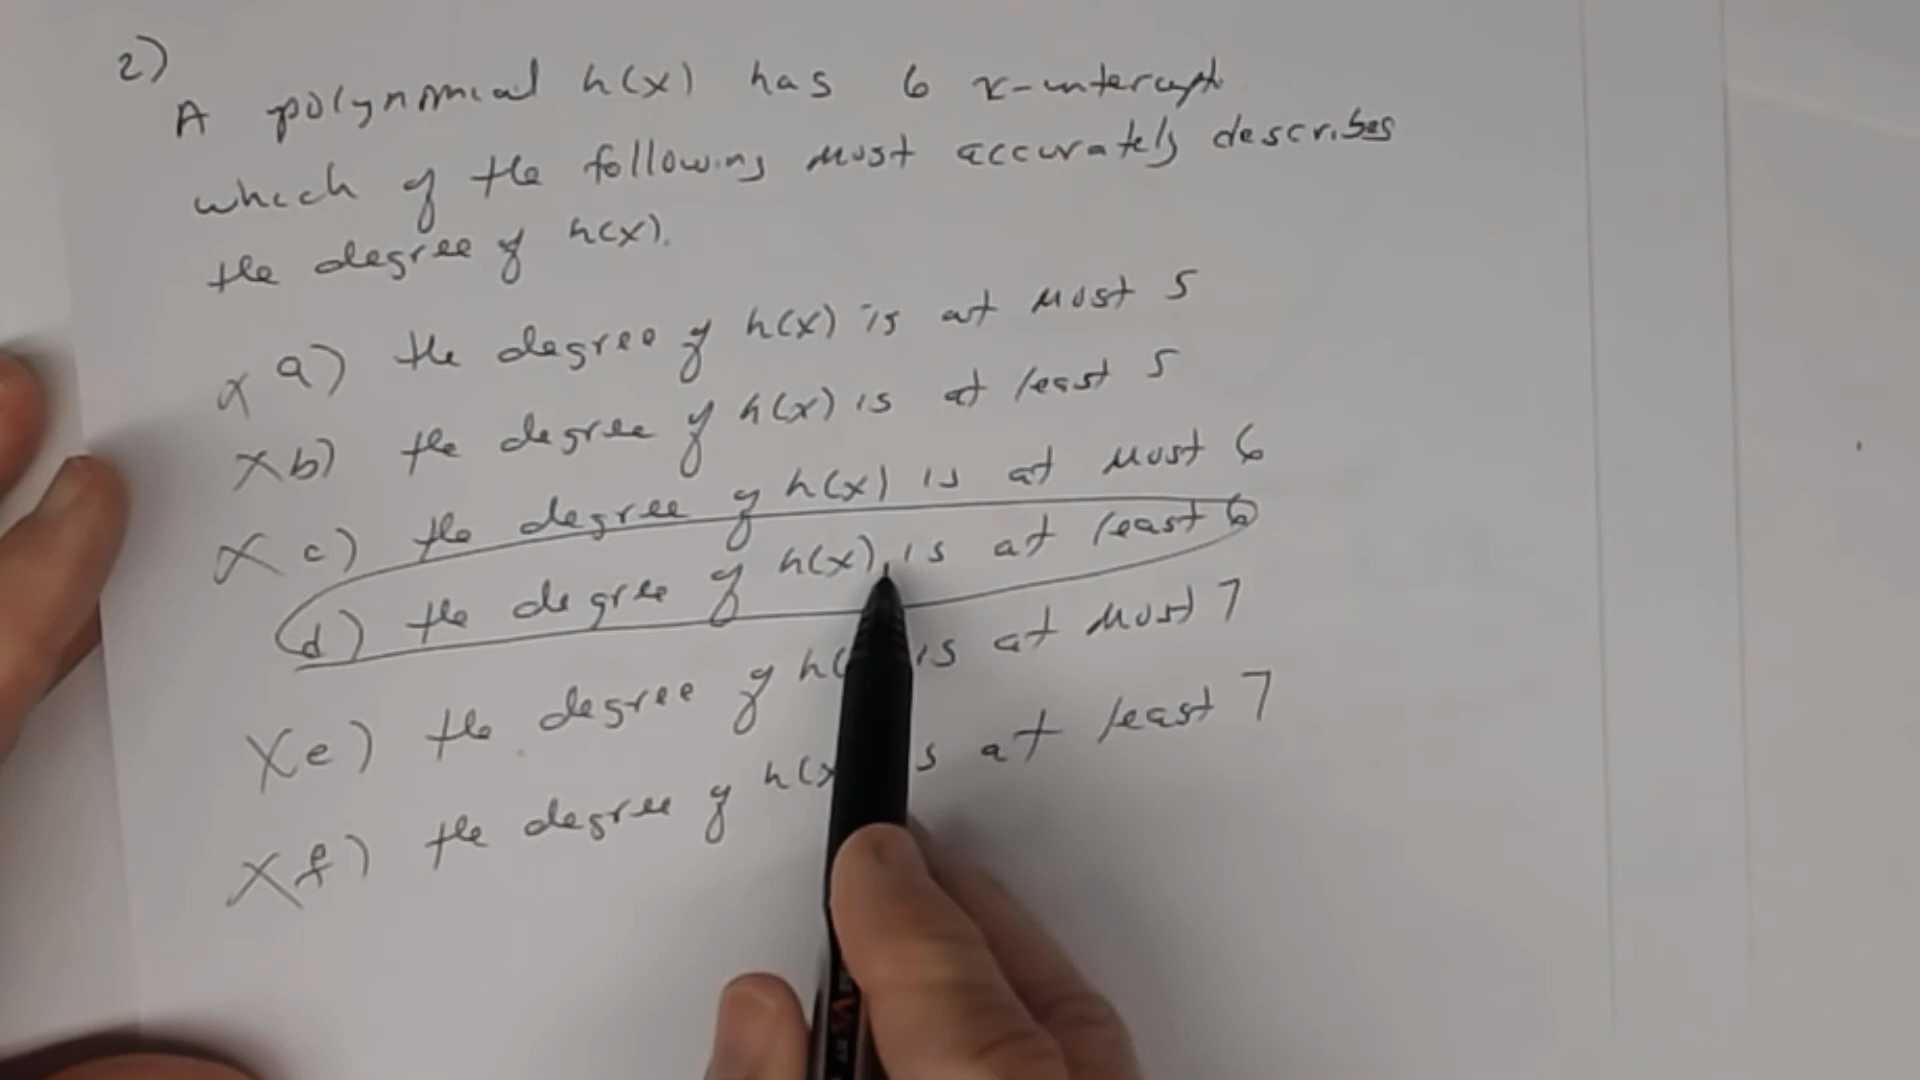 2)
A polynomial h(x) has 6 x-intercept
which of the following most accurately describes
the degree of h(x).
x a) the degree of h(x) is at most 5
x b) the degree of h(x) is at least 5
x c) the degree of h(x) is at most 6
d) the degree of h(x) is at least 6
x e) the degree of h( is at most 7
x f) the degree of h(x s at least 7